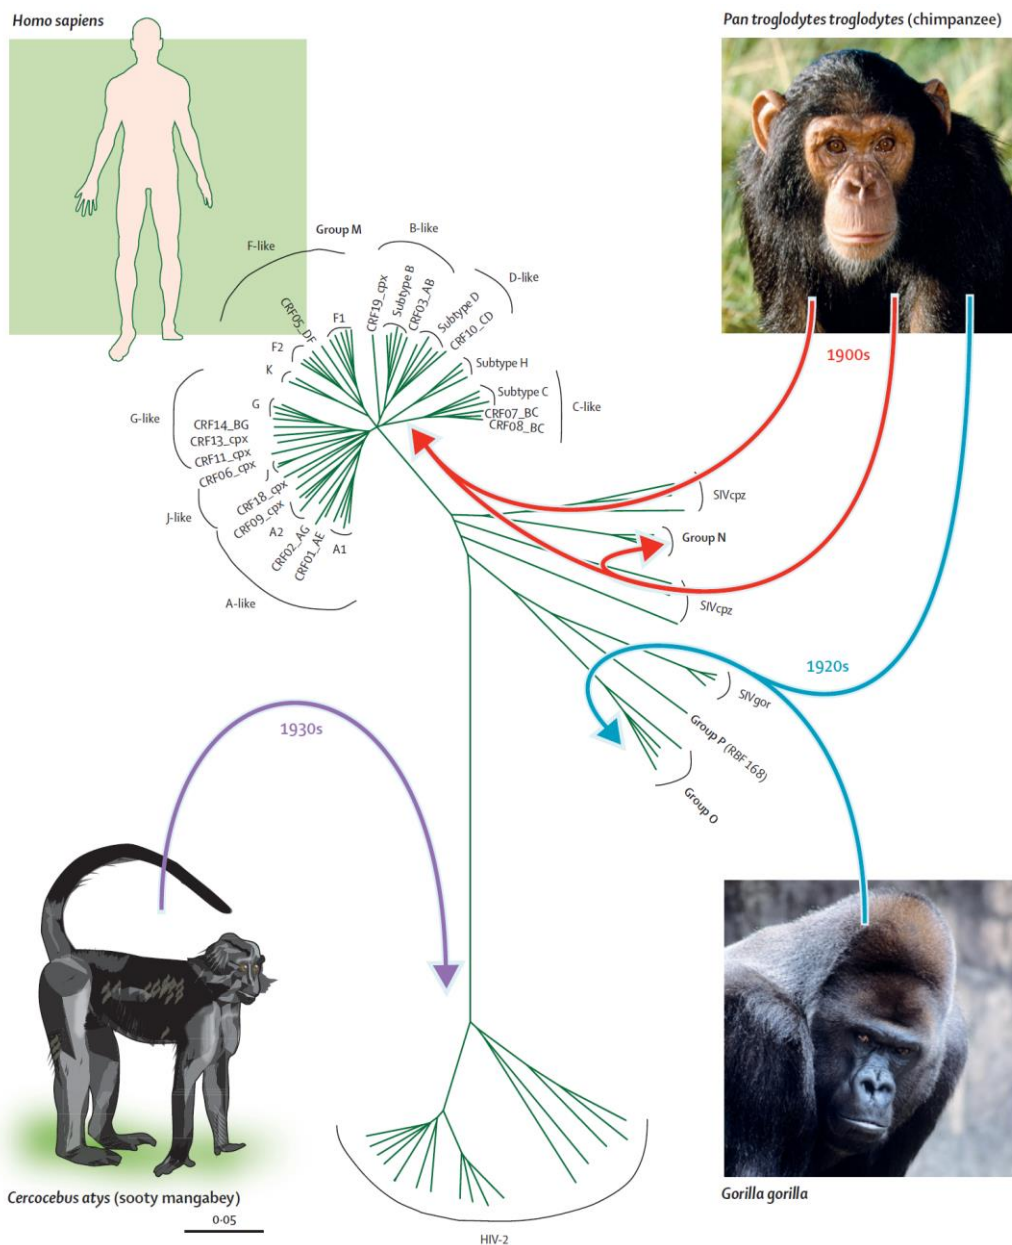 Homo sapiens
Pan troglodytes troglodytes (chimpanzee)
Group M
B-like
F-like
D-like
CRF19_cpx
Subtype B
CRF03_AB
Subtype D
CRF10_CD
CRF05_DF
F1
F2
K
Subtype H
Subtype C
CRF07_BC
CRF08_BC
C-like
1900s
G
G-like
CRF14_BG
CRF13_cpx
CRF11_cpx
CRF06_cpx
J
CRF18_cpx
CRF09_cpx
J-like
A2
CRF02_AG
CRF01_AE
A1
A-like
SIVcpz
Group N
SIVcpz
1920s
SIVgor
Group P (RBF168)
Group O
1930s
Cercocebus atys (sooty mangabey)
0·05
Gorilla gorilla
HIV-2